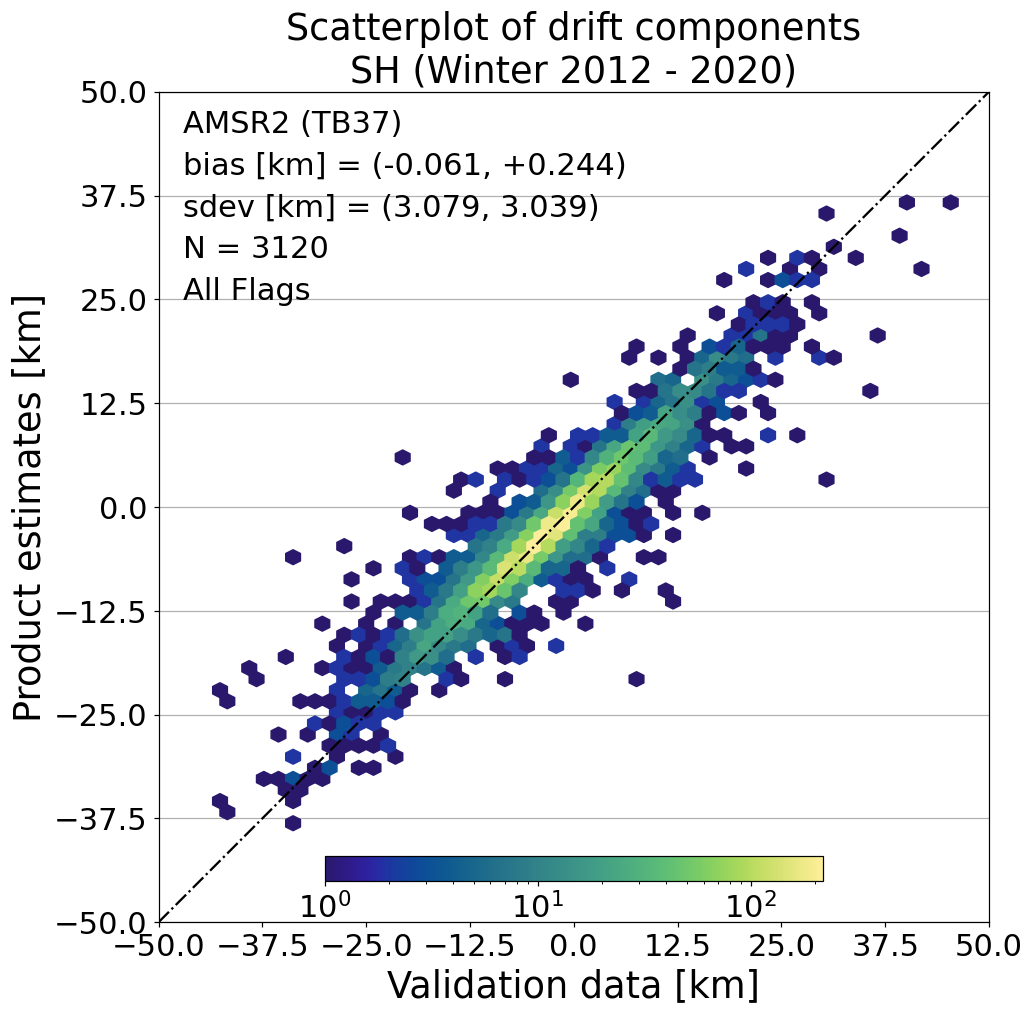 Scatterplot of drift components
SH (Winter 2012 - 2020)
AMSR2 (TB37)
bias [km] = (-0.061, +0.244)
sdev [km] = (3.079, 3.039)
N = 3120
All Flags
Product estimates [km]
50.0
37.5
25.0
12.5
0.0
−12.5
−25.0
−37.5
−50.0
10⁰ 10¹ 10²
−50.0 −37.5 −25.0 −12.5 0.0 12.5 25.0 37.5 50.0
Validation data [km]